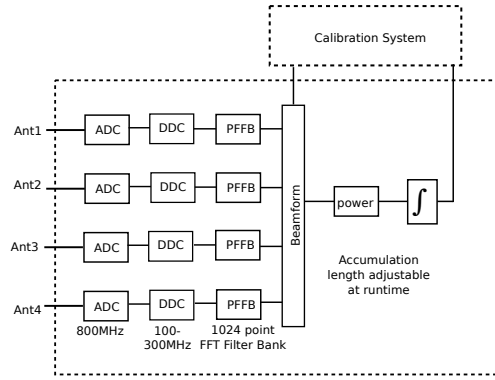 Calibration System
Ant1
ADC
DDC
PFFB
Ant2
ADC
DDC
PFFB
Ant3
ADC
DDC
PFFB
Ant4
ADC
DDC
PFFB
Beamform
power
∫
800MHz
100-
300MHz
1024 point
FFT Filter Bank
Accumulation
length adjustable
at runtime